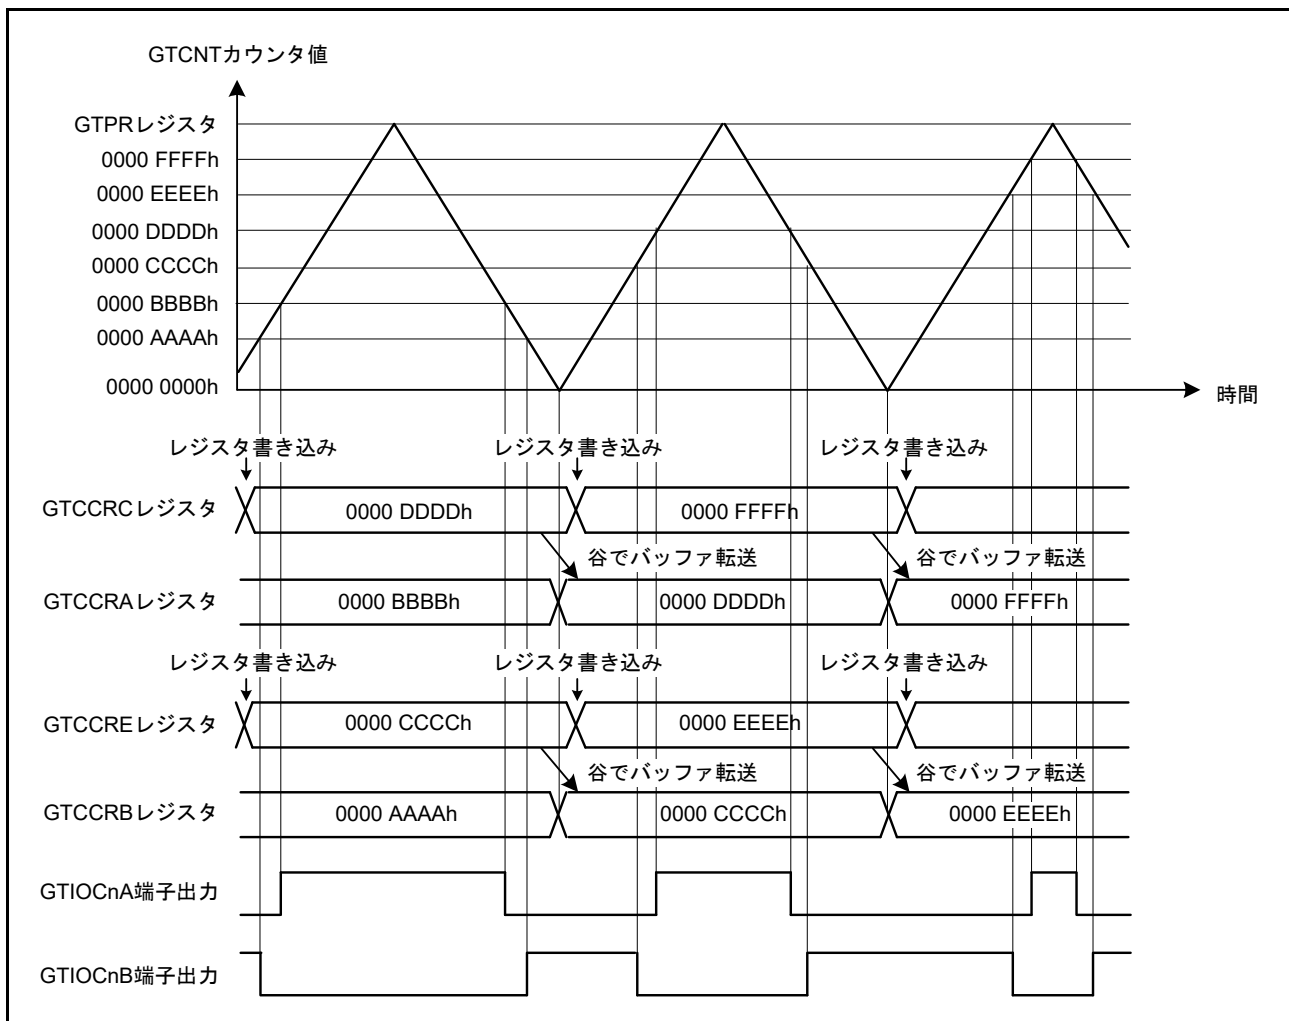 GTCNTカウンタ値
GTPRレジスタ
0000 FFFFh
0000 EEEEh
0000 DDDDh
0000 CCCCh
0000 BBBBh
0000 AAAAh
0000 0000h
時間
レジスタ書き込み レジスタ書き込み レジスタ書き込み
GTCCRCレジスタ 0000 DDDDh 0000 FFFFh
谷でバッファ転送 谷でバッファ転送
GTCCRAレジスタ 0000 BBBBh 0000 DDDDh 0000 FFFFh
レジスタ書き込み レジスタ書き込み レジスタ書き込み
GTCCREレジスタ 0000 CCCCh 0000 EEEEh
谷でバッファ転送 谷でバッファ転送
GTCCRBレジスタ 0000 AAAAh 0000 CCCCh 0000 EEEEh
GTIOCnA端子出力
GTIOCnB端子出力